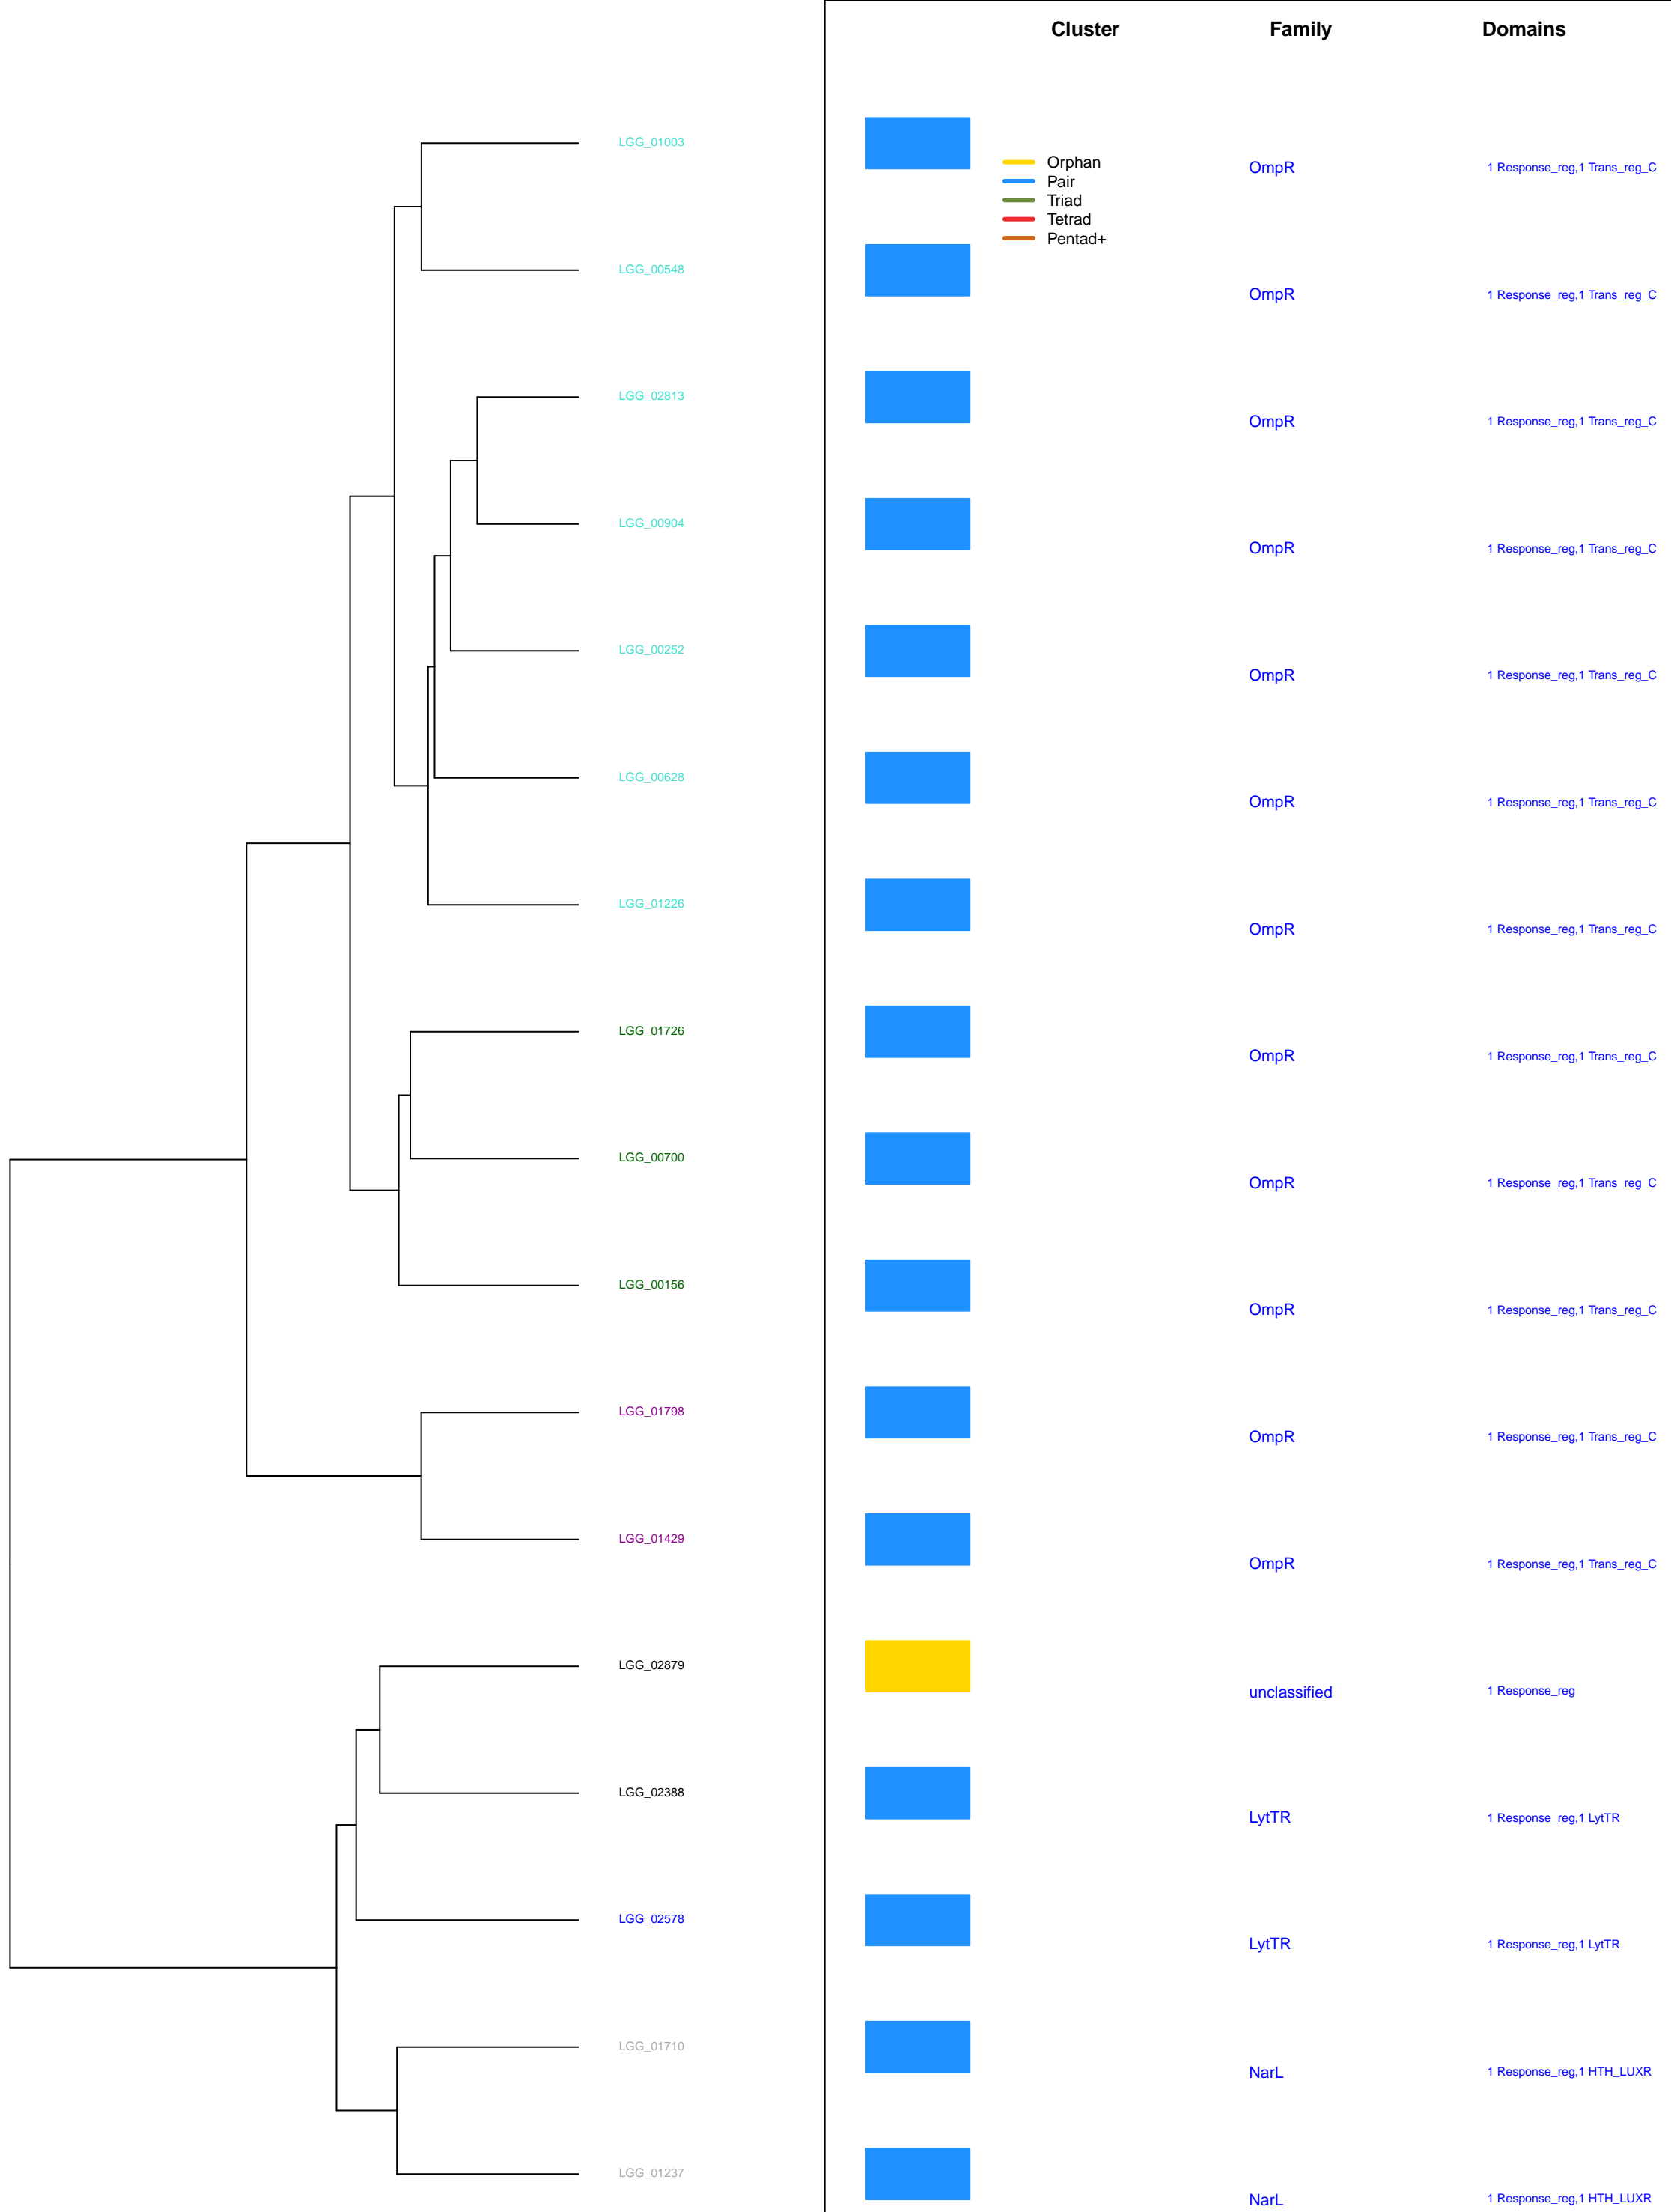 Cluster Family Domains
LGG_01003
Orphan
OmpR 1 Response_reg,1 Trans_reg_C
Pair
Triad
Tetrad
Pentad+
LGG_00548
OmpR 1 Response_reg,1 Trans_reg_C
LGG_02813
OmpR 1 Response_reg,1 Trans_reg_C
LGG_00904
OmpR 1 Response_reg,1 Trans_reg_C
LGG_00252
OmpR 1 Response_reg,1 Trans_reg_C
LGG_00628
OmpR 1 Response_reg,1 Trans_reg_C
LGG_01226
OmpR 1 Response_reg,1 Trans_reg_C
LGG_01726
OmpR 1 Response_reg,1 Trans_reg_C
LGG_00700
OmpR 1 Response_reg,1 Trans_reg_C
LGG_00156
OmpR 1 Response_reg,1 Trans_reg_C
LGG_01798
OmpR 1 Response_reg,1 Trans_reg_C
LGG_01429
OmpR 1 Response_reg,1 Trans_reg_C
LGG_02879
unclassified 1 Response_reg
LGG_02388
LytTR 1 Response_reg,1 LytTR
LGG_02578
LytTR 1 Response_reg,1 LytTR
LGG_01710
NarL 1 Response_reg,1 HTH_LUXR
LGG_01237
NarL 1 Response_reg,1 HTH_LUXR